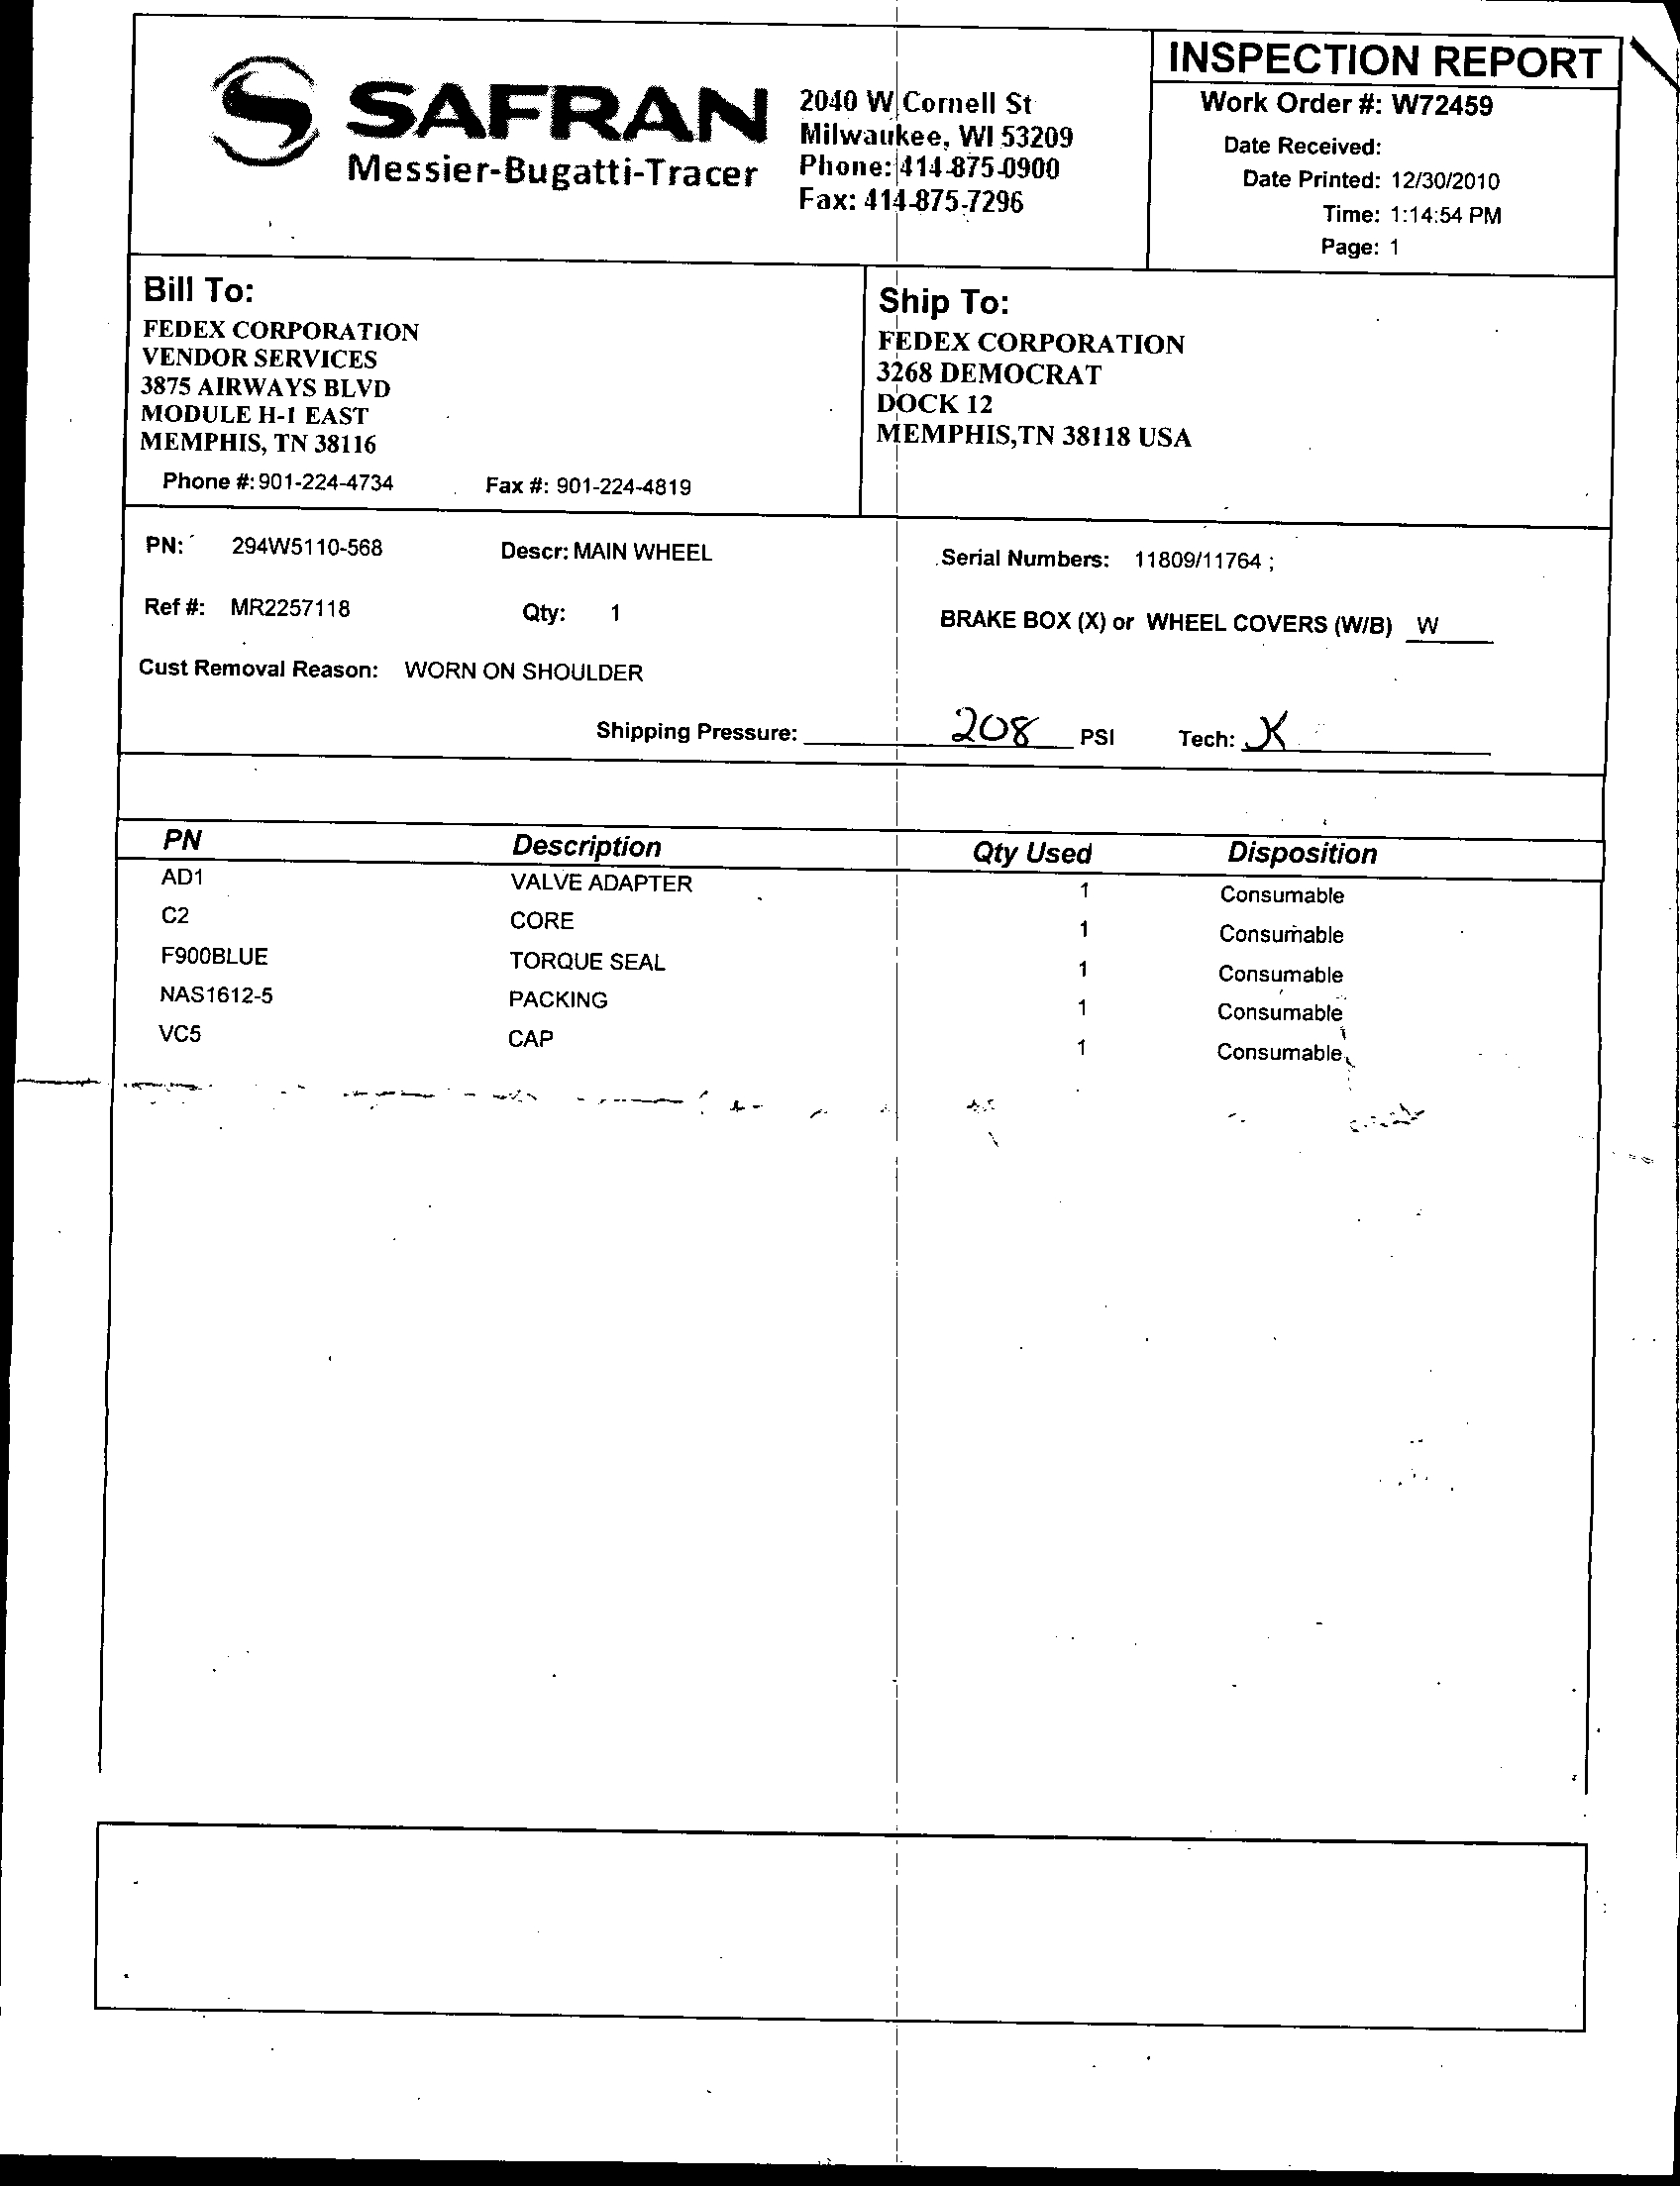 INSPECTION REPORT
SAFRAN
Messier-Bugatti-Tracer
2040 W Cornell St
Milwaukee, WI 53209
Phone: 414-875-0900
Fax: 414-875-7296
Work Order #: W72459
Date Received:
Date Printed: 12/30/2010
Time: 1:14:54 PM
Page: 1
Bill To:
FEDEX CORPORATION
VENDOR SERVICES
3875 AIRWAYS BLVD
MODULE H-1 EAST
MEMPHIS, TN 38116
Phone #: 901-224-4734 Fax #: 901-224-4819
Ship To:
FEDEX CORPORATION
3268 DEMOCRAT
DOCK 12
MEMPHIS,TN 38118 USA
PN: 294W5110-568 Descr: MAIN WHEEL Serial Numbers: 11809/11764 ;
Ref #: MR2257118 Qty: 1 BRAKE BOX (X) or WHEEL COVERS (W/B) W
Cust Removal Reason: WORN ON SHOULDER
Shipping Pressure: 208 PSI Tech: K
PN Description Qty Used Disposition
AD1 VALVE ADAPTER 1 Consumable
C2 CORE 1 Consumable
F900BLUE TORQUE SEAL 1 Consumable
NAS1612-5 PACKING 1 Consumable
VC5 CAP 1 Consumable